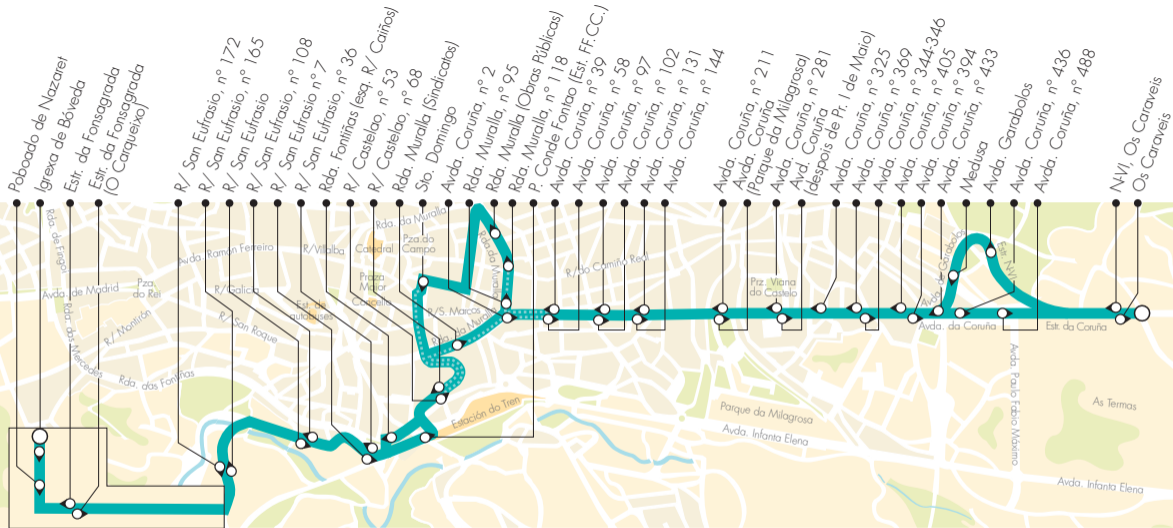 Poboado de Nazaret
Igrexa de Bóveda
Estr. da Fonsagrada
Estr. da Fonsagrada
(O Carqueixo)
R/ San Eufrasio, nº 172
R/ San Eufrasio, nº 165
R/ San Eufrasio
R/ San Eufrasio, nº 108
R/ San Eufrasio nº 7
R/ San Eufrasio, nº 36
Rda. Fontiñas (esq. R/ Caiños)
R/ Castelao, nº 53
R/ Castelao, nº 68
Rda. Muralla (Sindicatos)
Sto. Domingo
Avda. Coruña, nº 2
Rda. Muralla, nº 95
Rda. Muralla (Obras Públicas)
Rda. Muralla, nº 118
P. Conde Fontao (Est. FF.CC.)
Avda. Coruña, nº 39
Avda. Coruña, nº 58
Avda. Coruña, nº 97
Avda. Coruña, nº 102
Avda. Coruña, nº 131
Avda. Coruña, nº 144
Avda. Coruña, nº 211
Avda. Coruña
(Parque da Milagrosa)
Avda. Coruña, nº 281
Avd. Coruña
(despois de Pr. 1 de Maio)
Avda. Coruña, nº 325
Avda. Coruña, nº 369
Avda. Coruña, nº 344-346
Avda. Coruña, nº 405
Avda. Coruña, nº 394
Avda. Coruña, nº 433
Medusa
Avda. Garabolos
Avda. Coruña, nº 436
Avda. Coruña, nº 488
N-VI, Os Caraveis
Os Caraveis
Rda. de Fingoi
Avda. de Madrid
Rda. das Mercedes
Pza.
do Rei
R/ Montirón
Rda. das Fontiñas
Avda. Ramón Ferreiro
R/Galicia
R/ San Roque
R/Vilalba
Est. de
autobuses
Catedral
Praza
Maior
Concello
Rda. da Muralla
Pza.do
Campo
R/S. Marcos
Rda. da Muralla
Rda da Muralla
Estación do Tren
R/do Camiño Real
Prz. Viana
do Castelo
Parque da Milagrosa
Avda. Infanta Elena
Avda. de Garabolos
Estr. N-VI
Avda. da Coruña
Estr. da Coruña
Avda. Paulo Fabio Máximo
As Termas
Avda. Infanta Elena